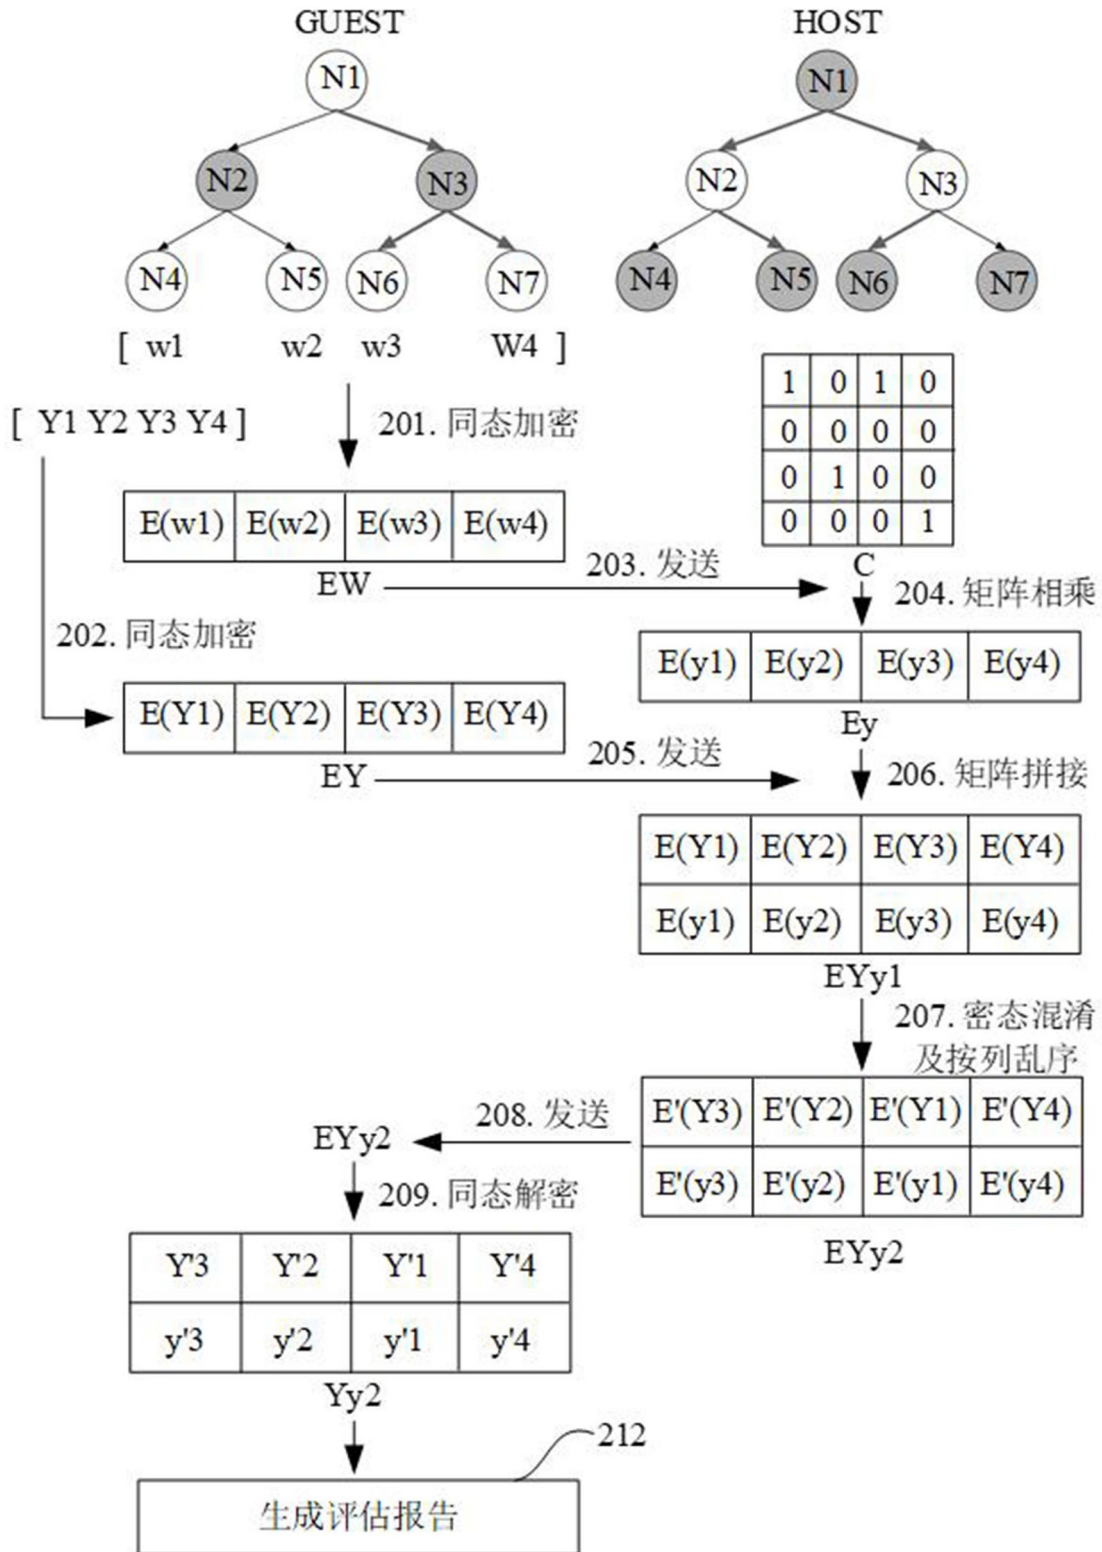 GUEST HOST
N1 N1
N2 N3 N2 N3
N4 N5 N6 N7 N4 N5 N6 N7
[ w1 w2 w3 W4 ]
1 0 1 0
[ Y1 Y2 Y3 Y4 ] 201. 同态加密
0 0 0 0
0 1 0 0
0 0 0 1
E(w1) E(w2) E(w3) E(w4)
C
EW 203. 发送
204. 矩阵相乘
202. 同态加密
E(y1) E(y2) E(y3) E(y4)
E(Y1) E(Y2) E(Y3) E(Y4)
Ey
EY 205. 发送
206. 矩阵拼接
E(Y1) E(Y2) E(Y3) E(Y4)
E(y1) E(y2) E(y3) E(y4)
EYy1
207. 密态混淆
及按列乱序
E'(Y3) E'(Y2) E'(Y1) E'(Y4)
EYy2 208. 发送
E'(y3) E'(y2) E'(y1) E'(y4)
209. 同态解密
EYy2
Y'3 Y'2 Y'1 Y'4
y'3 y'2 y'1 y'4
Yy2
212
生成评估报告